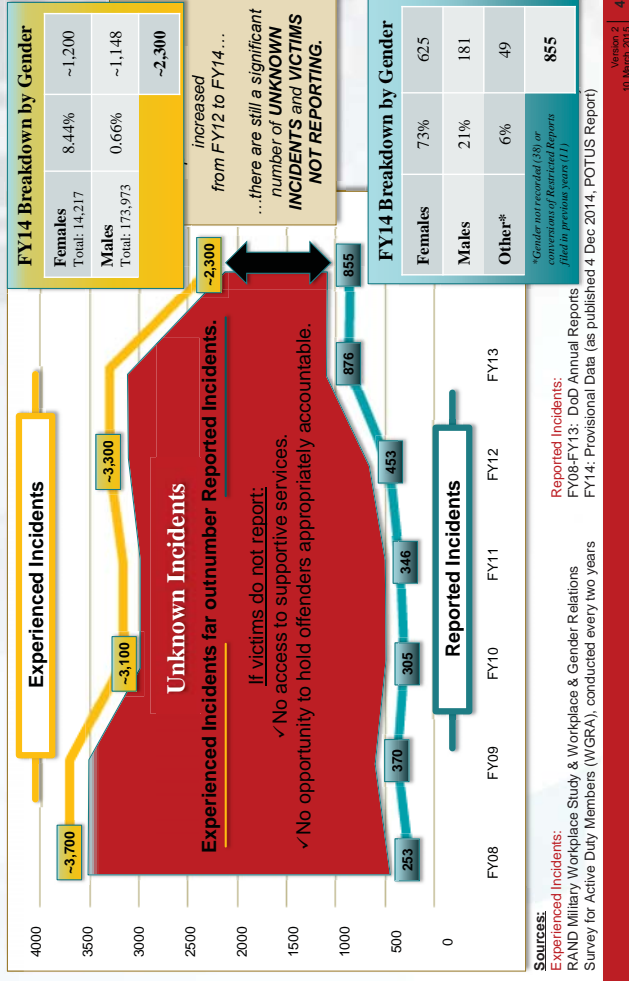 Experienced Incidents
4000
3500
3000
2500
2000
1500
1000
500
0
~3,700
~3,100
~3,300
~2,300
Unknown Incidents
Experienced Incidents far outnumber Reported Incidents.
If victims do not report:
✓No access to supportive services.
✓No opportunity to hold offenders appropriately accountable.
253
370
305
346
453
876
855
Reported Incidents
FY08
FY09
FY10
FY11
FY12
FY13
FY14 Breakdown by Gender
Females
Total: 14,217
8.44%
~1,200
Males
Total: 173,973
0.66%
~1,148
~2,300
increased
from FY12 to FY14…
…there are still a significant
number of UNKNOWN
INCIDENTS and VICTIMS
NOT REPORTING.
FY14 Breakdown by Gender
Females
73%
625
Males
21%
181
Other*
6%
49
*Gender not recorded (38) or
conversions of Restricted Reports
filed in previous years (11)
855
Sources:
Experienced Incidents:
RAND Military Workplace Study & Workplace & Gender Relations
Survey for Active Duty Members (WGRA), conducted every two years
Reported Incidents:
FY08-FY13: DoD Annual Reports
FY14: Provisional Data (as published 4 Dec 2014, POTUS Report)
Version 2
10 March 2015
4